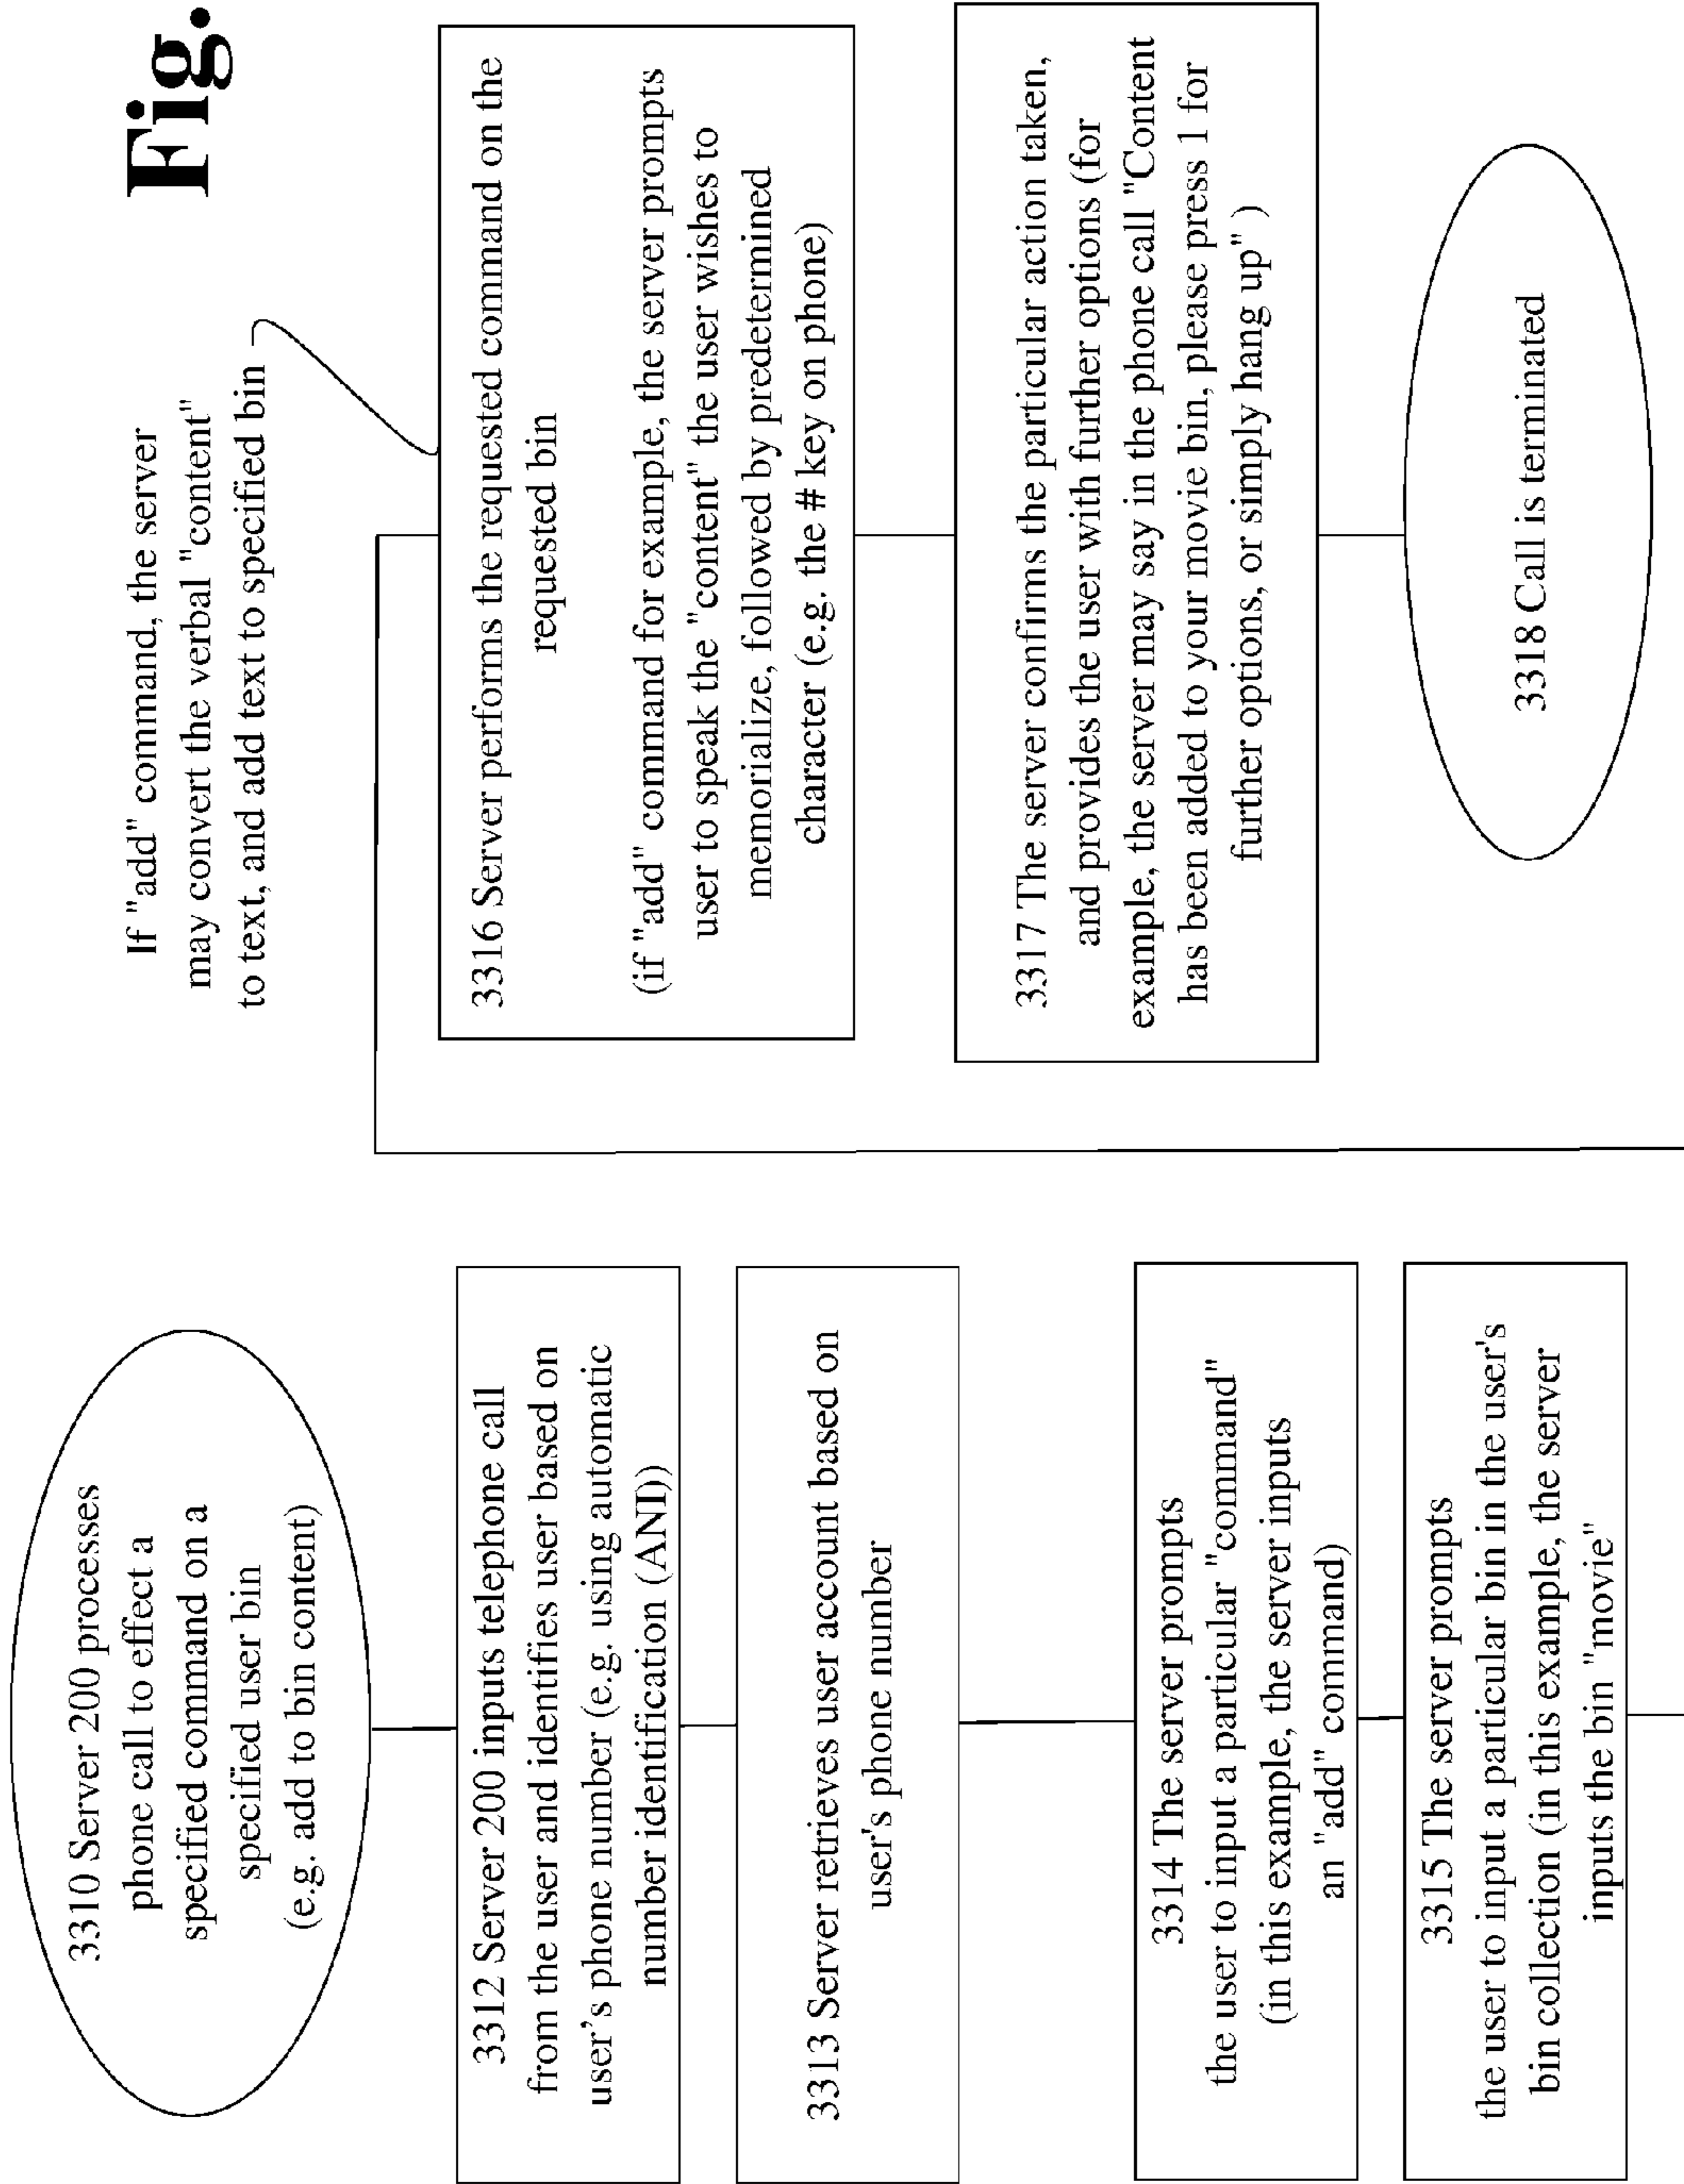 Fig.
3310 Server 200 processes
phone call to effect a
specified command on a
specified user bin
(e.g. add to bin content)
3312 Server 200 inputs telephone call
from the user and identifies user based on
user's phone number (e.g. using automatic
number identification (ANI))
3313 Server retrieves user account based on
user's phone number
3314 The server prompts
the user to input a particular "command"
(in this example, the server inputs
an "add" command)
3315 The server prompts
the user to input a particular bin in the user's
bin collection (in this example, the server
inputs the bin "movie"
If "add" command, the server
may convert the verbal "content"
to text, and add text to specified bin
3316 Server performs the requested command on the
requested bin
(if "add" command for example, the server prompts
user to speak the "content" the user wishes to
memorialize, followed by predetermined
character (e.g. the # key on phone)
3317 The server confirms the particular action taken,
and provides the user with further options (for
example, the server may say in the phone call "Content
has been added to your movie bin, please press 1 for
further options, or simply hang up" )
3318 Call is terminated